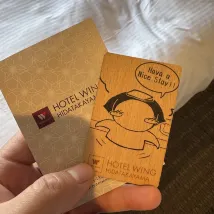 W
HOTEL WING
HIDATAKAYAMA
Have a
Nice Stay!!
W
HOTEL WING
HIDATAKAYAMA